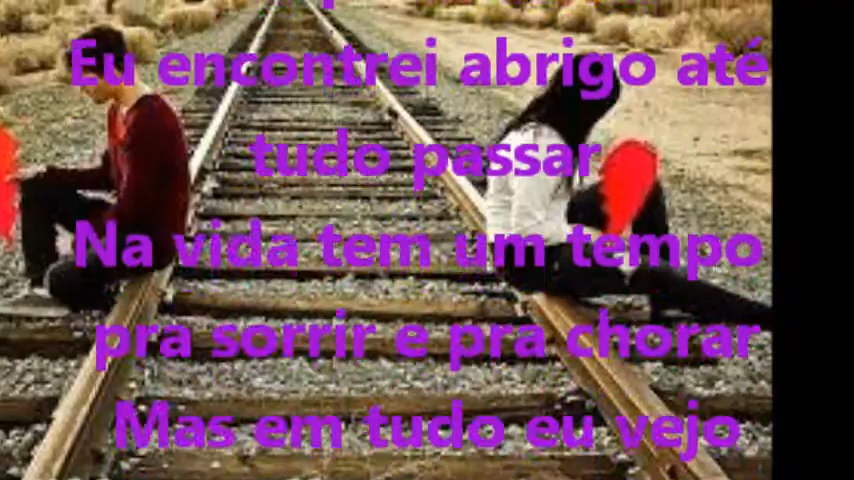 Eu encontrei abrigo até
tudo passar
Na vida tem um tempo
pra sorrir e pra chorar
Mas em tudo eu vejo